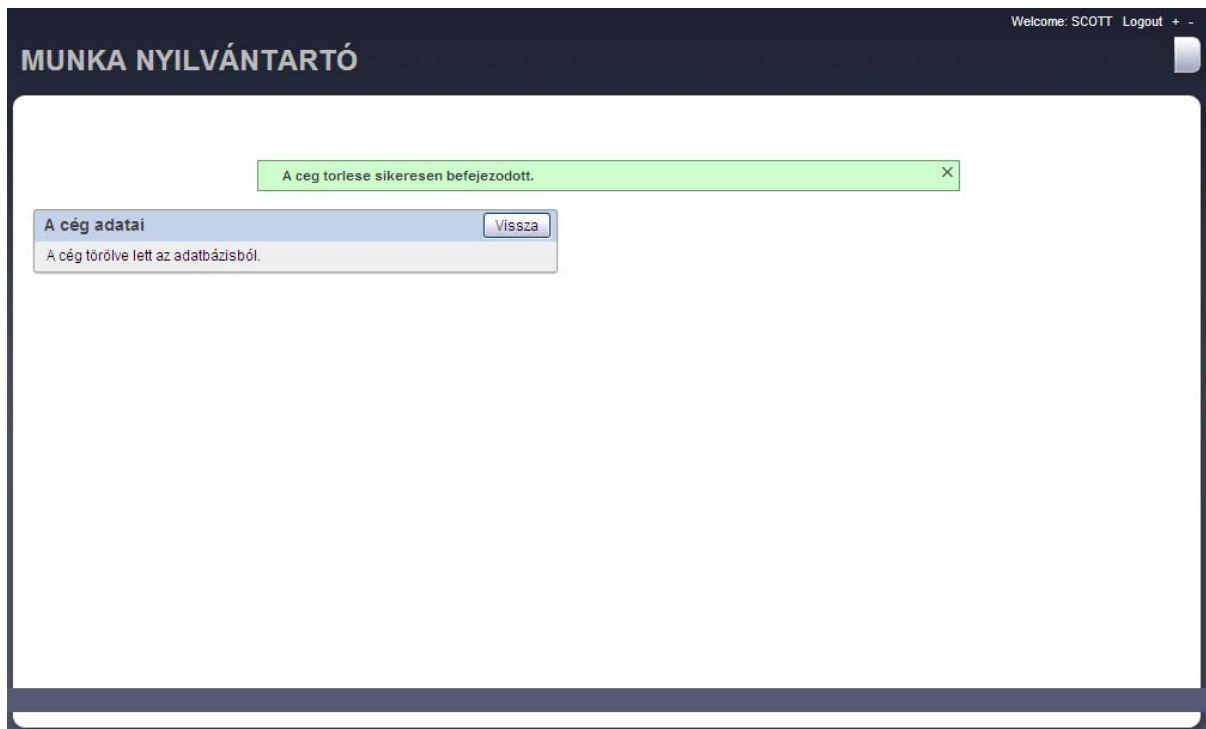 Welcome: SCOTT Logout + -
MUNKA NYILVÁNTARTÓ
A ceg torlese sikeresen befejezodott.
A cég adatai Vissza
A cég törölve lett az adatbázisból.